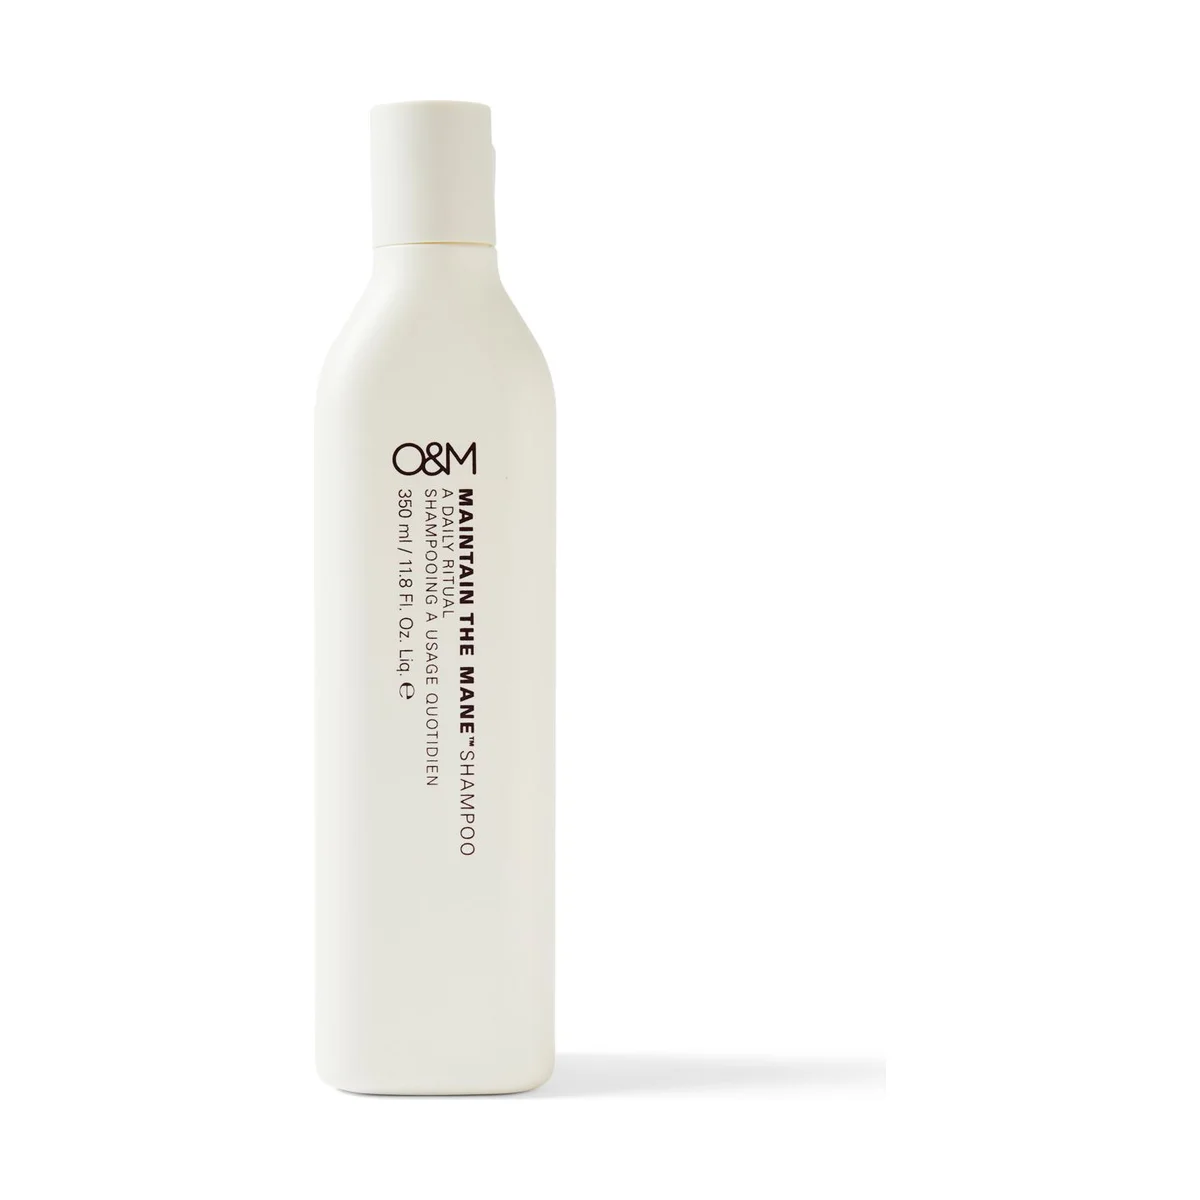 O&M
MAINTAIN THE MANE™ SHAMPOO
A DAILY RITUAL
SHAMPOOING A USAGE QUOTIDIEN
350 ml / 11.8 Fl. Oz. Liq. ℮